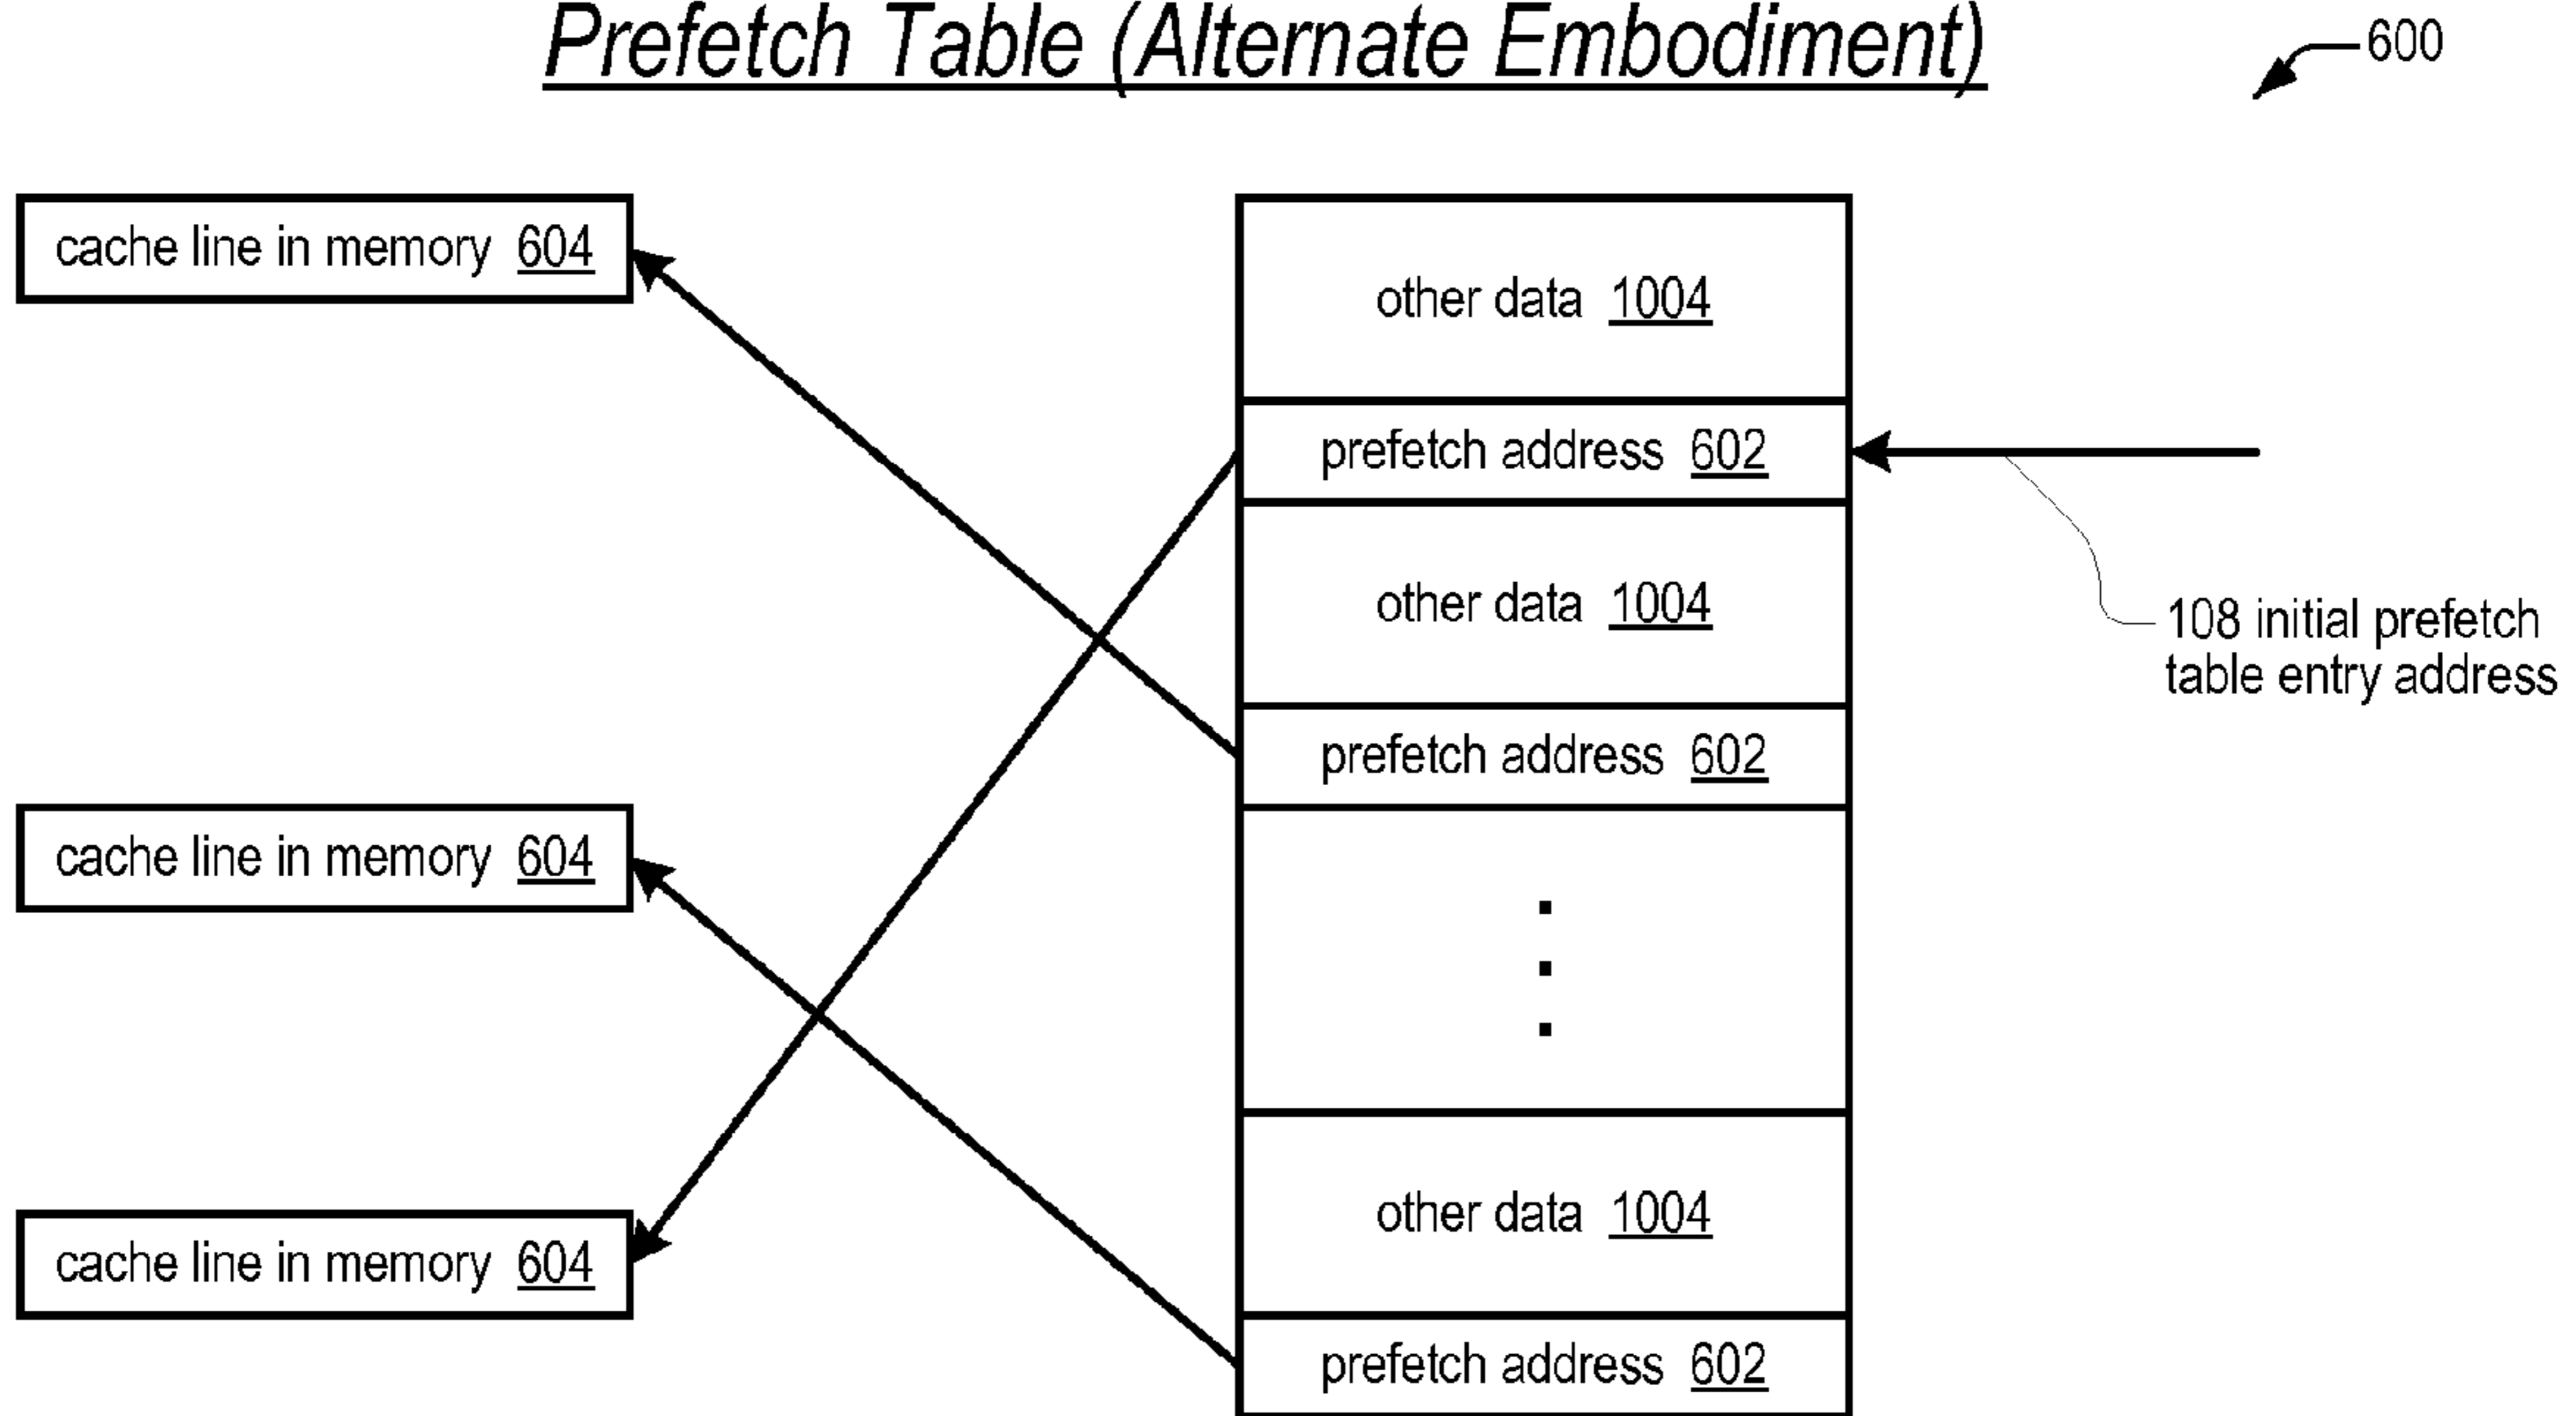 Prefetch Table (Alternate Embodiment)
600
cache line in memory 604
other data 1004
prefetch address 602
other data 1004
108 initial prefetch
table entry address
prefetch address 602
cache line in memory 604
other data 1004
cache line in memory 604
prefetch address 602